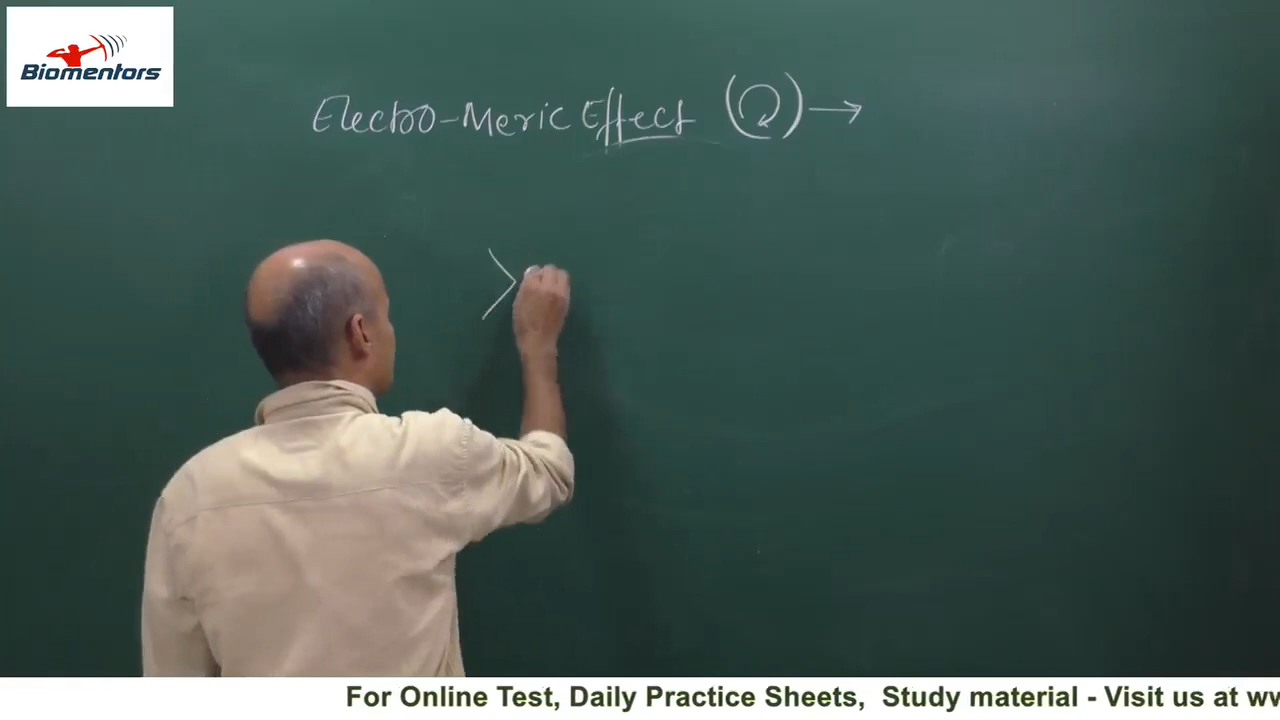 Biomentors
Electro-Meric Effect ( ) →
For Online Test, Daily Practice Sheets, Study material - Visit us at ww